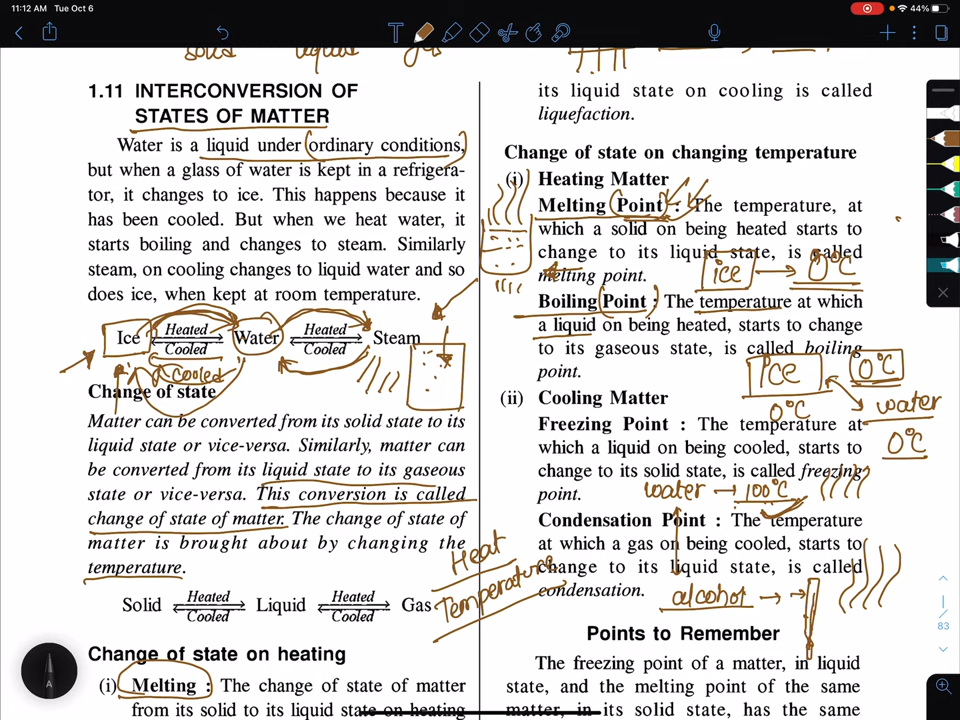 11:12 AM Tue Oct 6
44%
solid liquid gas
1.11 INTERCONVERSION OF
STATES OF MATTER
Water is a liquid under ordinary conditions,
but when a glass of water is kept in a refrigera-
tor, it changes to ice. This happens because it
has been cooled. But when we heat water, it
starts boiling and changes to steam. Similarly
steam, on cooling changes to liquid water and so
does ice, when kept at room temperature.
Ice Heated Water Heated Steam
Cooled Cooled
cooled
Change of state
Matter can be converted from its solid state to its
liquid state or vice-versa. Similarly, matter can
be converted from its liquid state to its gaseous
state or vice-versa. This conversion is called
change of state of matter. The change of state of
matter is brought about by changing the
temperature.
Heat
Temperature
Solid Heated Liquid Heated Gas
Cooled Cooled
Change of state on heating
(i) Melting : The change of state of matter
from its solid to its liquid state on heating
its liquid state on cooling is called
liquefaction.
Change of state on changing temperature
(i) Heating Matter
Melting Point : The temperature, at
which a solid on being heated starts to
change to its liquid state, is called
melting point.
ice → 0°C
Boiling Point : The temperature at which
a liquid on being heated, starts to change
to its gaseous state, is called boiling
point.
ice 0°C
0°C water
0°C
(ii) Cooling Matter
Freezing Point : The temperature at
which a liquid on being cooled, starts to
change to its solid state, is called freezing
point.
water → 100°C
Condensation Point : The temperature
at which a gas on being cooled, starts to
change to its liquid state, is called
condensation.
alcohol →
Points to Remember
The freezing point of a matter, in liquid
state, and the melting point of the same
matter, in its solid state, has the same
83
A